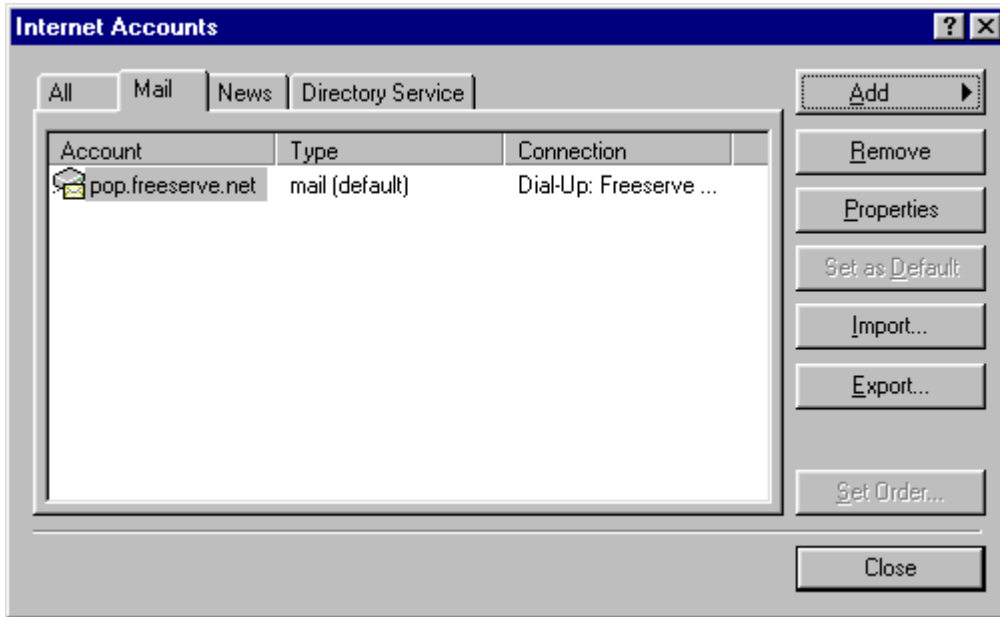 Internet Accounts
All Mail News Directory Service
Add
Account Type Connection
Remove
pop.freeserve.net mail (default) Dial-Up: Freeserve ...
Properties
Set as Default
Import...
Export...
Set Order...
Close